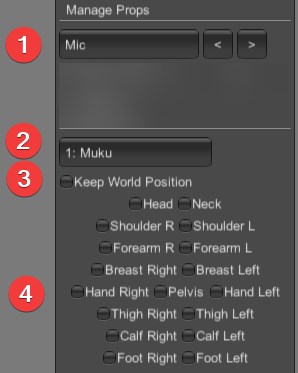 Manage Props
1 Mic < >
2 1: Muku
3 Keep World Position
Head Neck
Shoulder R Shoulder L
Forearm R Forearm L
Breast Right Breast Left
4 Hand Right Pelvis Hand Left
Thigh Right Thigh Left
Calf Right Calf Left
Foot Right Foot Left